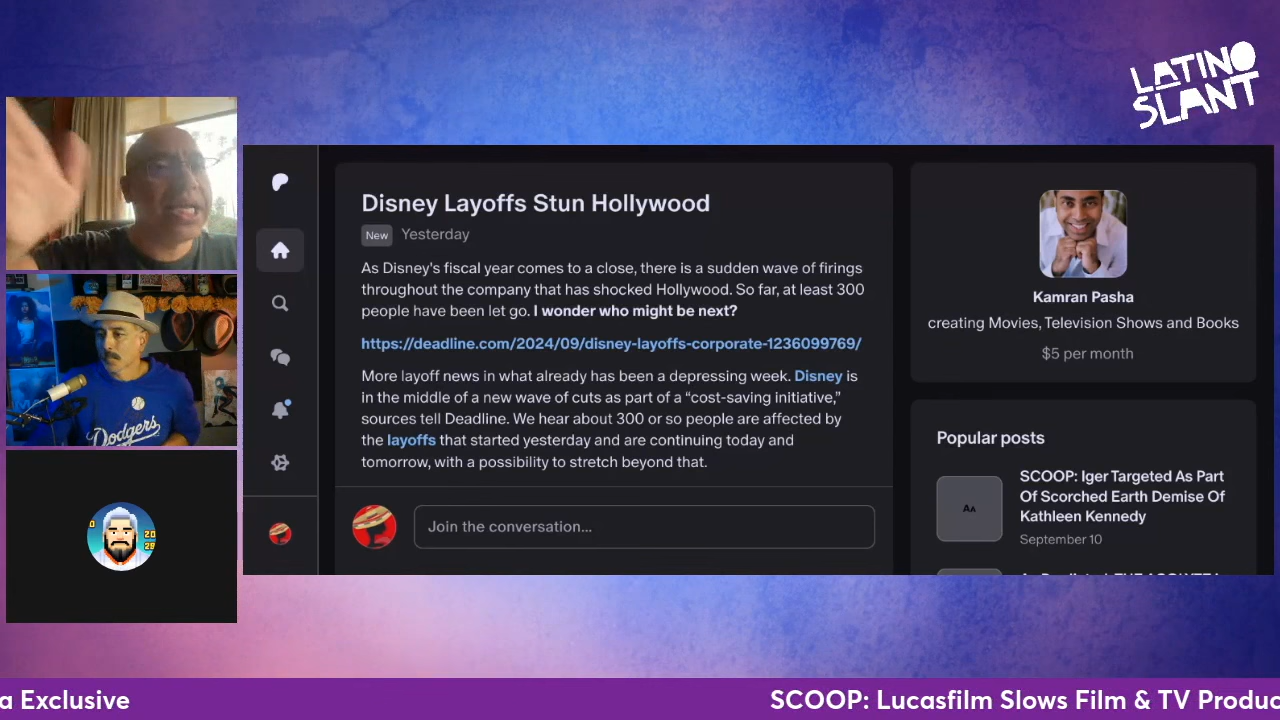 LATINO
SLANT
Disney Layoffs Stun Hollywood
New Yesterday
As Disney's fiscal year comes to a close, there is a sudden wave of firings
throughout the company that has shocked Hollywood. So far, at least 300
people have been let go. I wonder who might be next?
https://deadline.com/2024/09/disney-layoffs-corporate-1236099769/
More layoff news in what already has been a depressing week. Disney is
in the middle of a new wave of cuts as part of a “cost-saving initiative,”
sources tell Deadline. We hear about 300 or so people are affected by
the layoffs that started yesterday and are continuing today and
tomorrow, with a possibility to stretch beyond that.
Join the conversation...
Kamran Pasha
creating Movies, Television Shows and Books
$5 per month
Popular posts
Aᴀ
SCOOP: Iger Targeted As Part
Of Scorched Earth Demise Of
Kathleen Kennedy
September 10
Dodgers
0
20
a Exclusive
SCOOP: Lucasfilm Slows Film & TV Produc